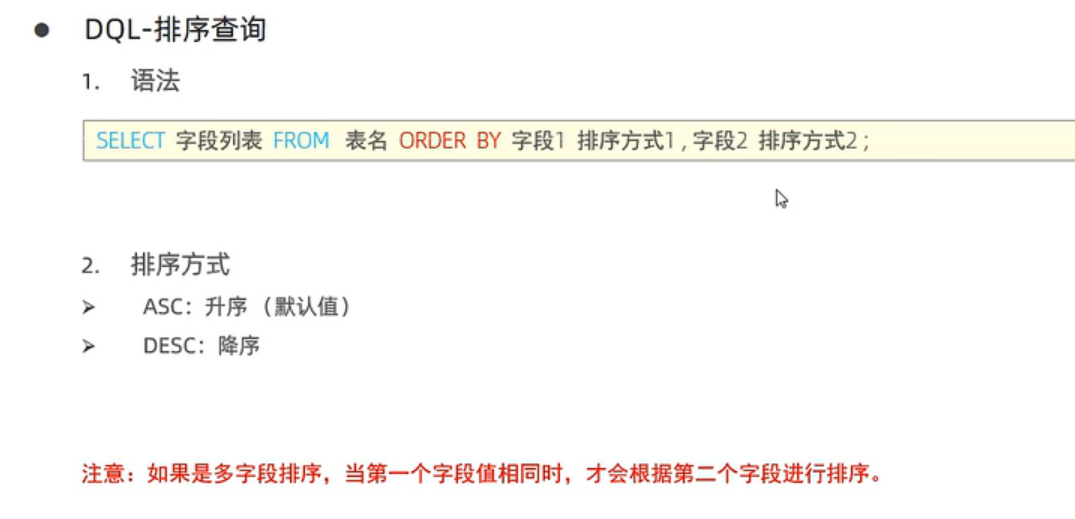 ● DQL-排序查询
1. 语法
SELECT 字段列表 FROM 表名 ORDER BY 字段1 排序方式1 , 字段2 排序方式2 ;
2. 排序方式
➢ ASC：升序（默认值）
➢ DESC：降序
注意：如果是多字段排序，当第一个字段值相同时，才会根据第二个字段进行排序。